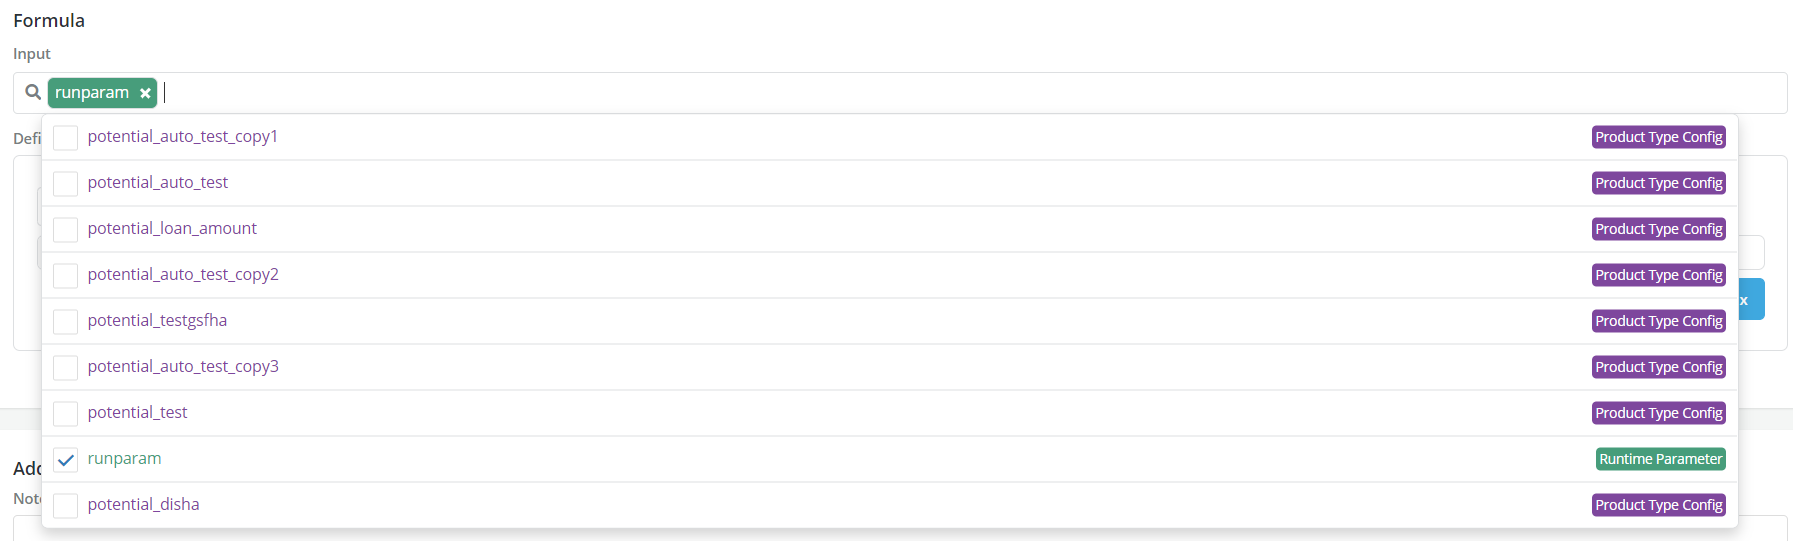 Formula
Input
runparam x
Defi
potential_auto_test_copy1 Product Type Config
potential_auto_test Product Type Config
potential_loan_amount Product Type Config
potential_auto_test_copy2 Product Type Config
x
potential_testgsfha Product Type Config
potential_auto_test_copy3 Product Type Config
potential_test Product Type Config
runparam Runtime Parameter
Add
Note
potential_disha Product Type Config